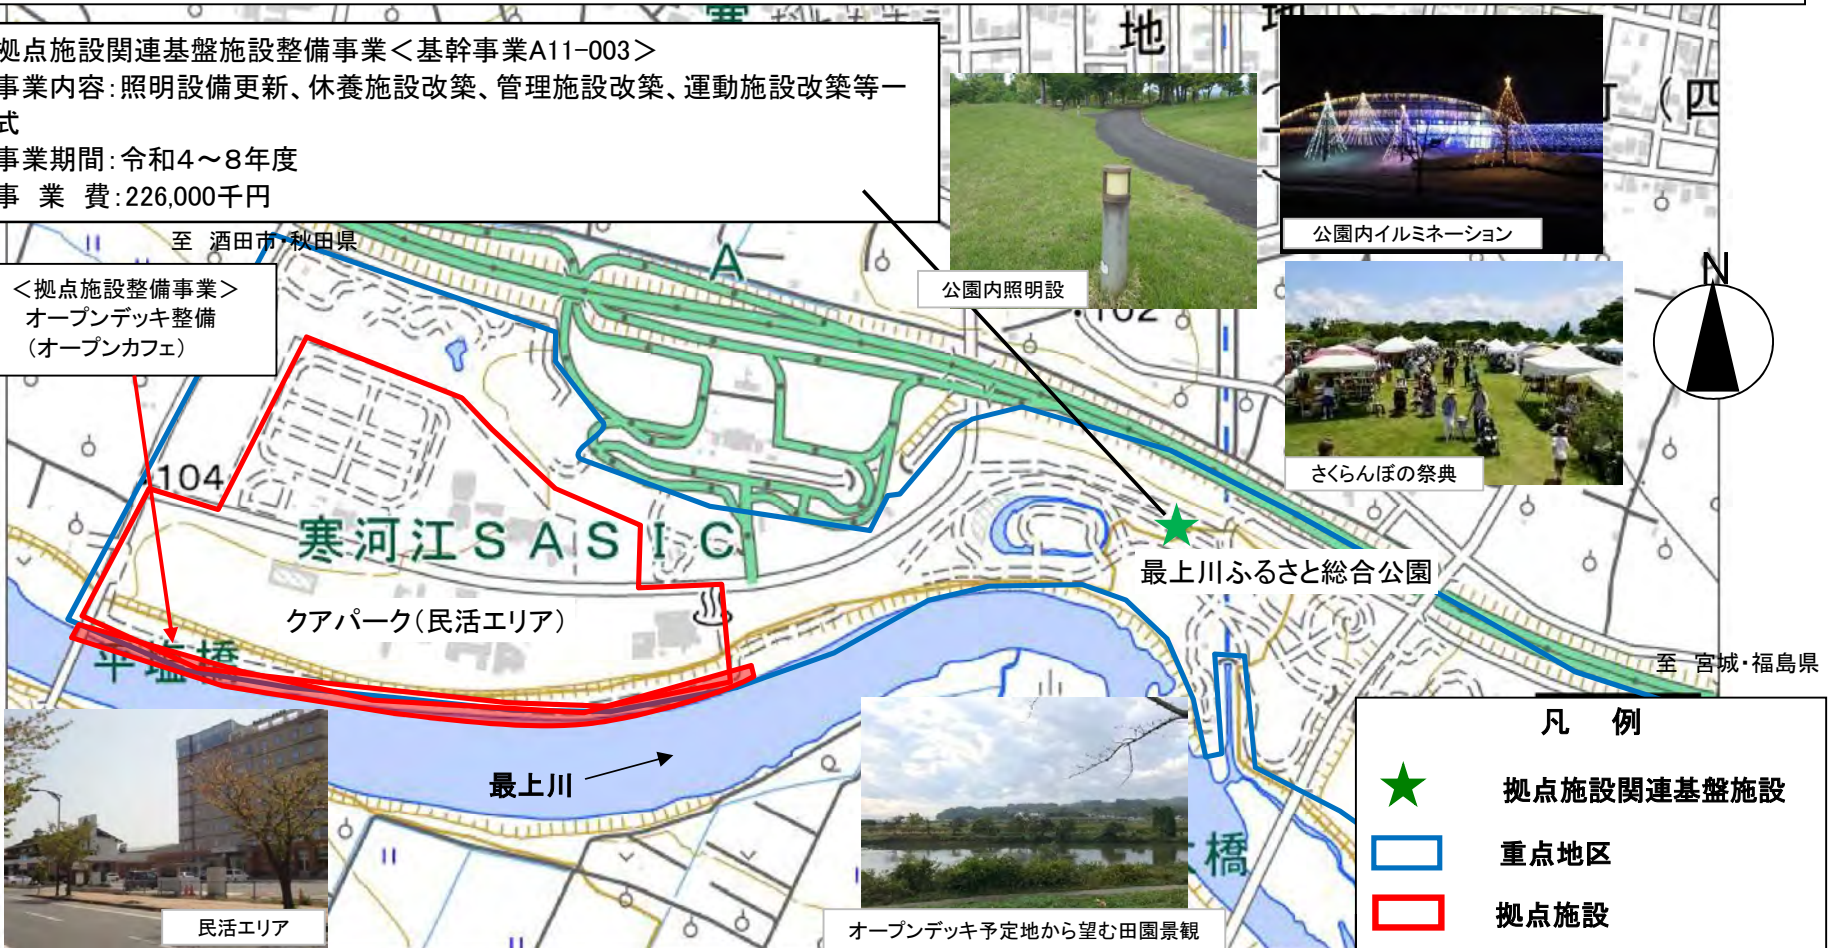 拠点施設関連基盤施設整備事業＜基幹事業A11-003＞
事業内容：照明設備更新、休養施設改築、管理施設改築、運動施設改築等一
式
事業期間：令和４～８年度
事 業 費：226,000千円
地
地
（四
至 酒田市・秋田県
＜拠点施設整備事業＞
オープンデッキ整備
（オープンカフェ）
A
公園内照明設
公園内イルミネーション
さくらんぼの祭典
N
102
104
寒河江SASIC
最上川ふるさと総合公園
クアパーク（民活エリア）
平塩橋
至 宮城・福島県
最上川
橋
民活エリア
オープンデッキ予定地から望む田園景観
凡 例
拠点施設関連基盤施設
重点地区
拠点施設